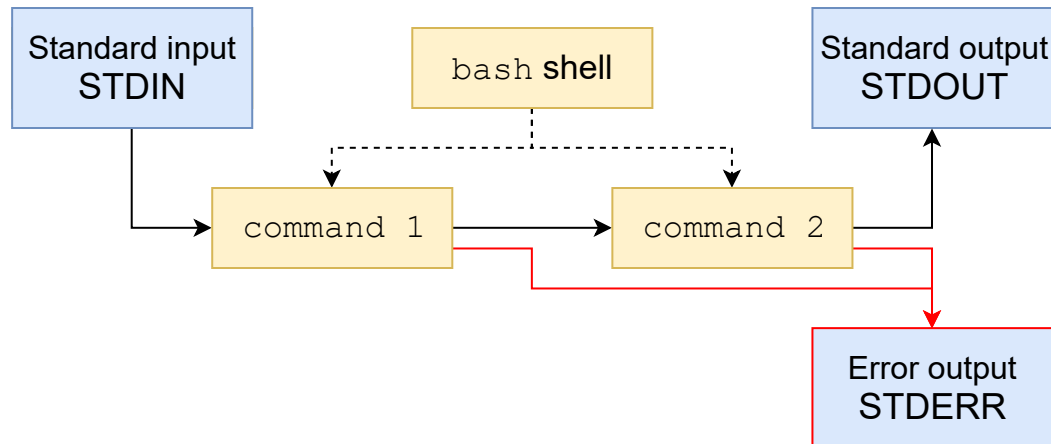 Standard input
STDIN
bash shell
Standard output
STDOUT
command 1
command 2
Error output
STDERR